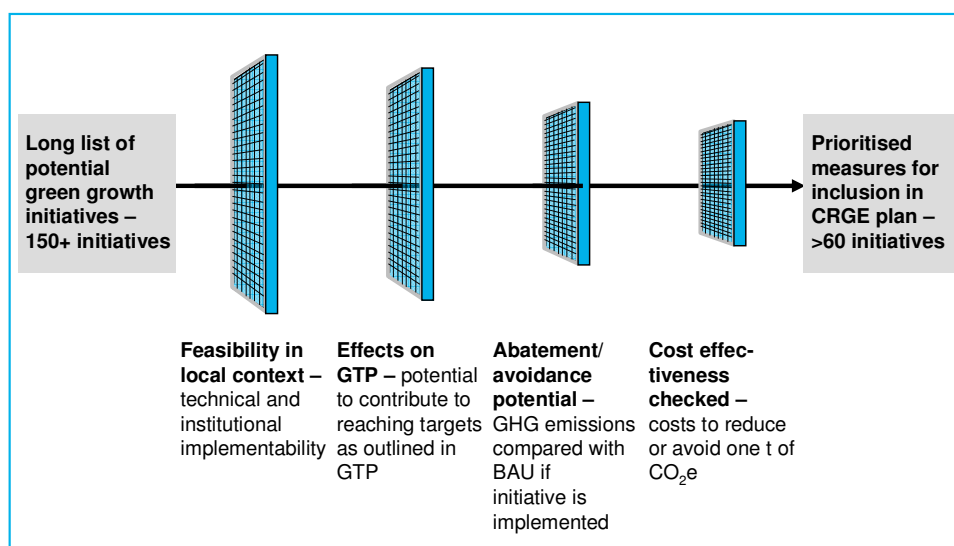 Long list of
potential
green growth
initiatives –
150+ initiatives
Prioritised
measures for
inclusion in
CRGE plan –
>60 initiatives
Feasibility in
local context –
technical and
institutional
implementability
Effects on
GTP – potential
to contribute to
reaching targets
as outlined in
GTP
Abatement/
avoidance
potential –
GHG emissions
compared with
BAU if
initiative is
implemented
Cost effec-
tiveness
checked –
costs to reduce
or avoid one t of
CO₂e